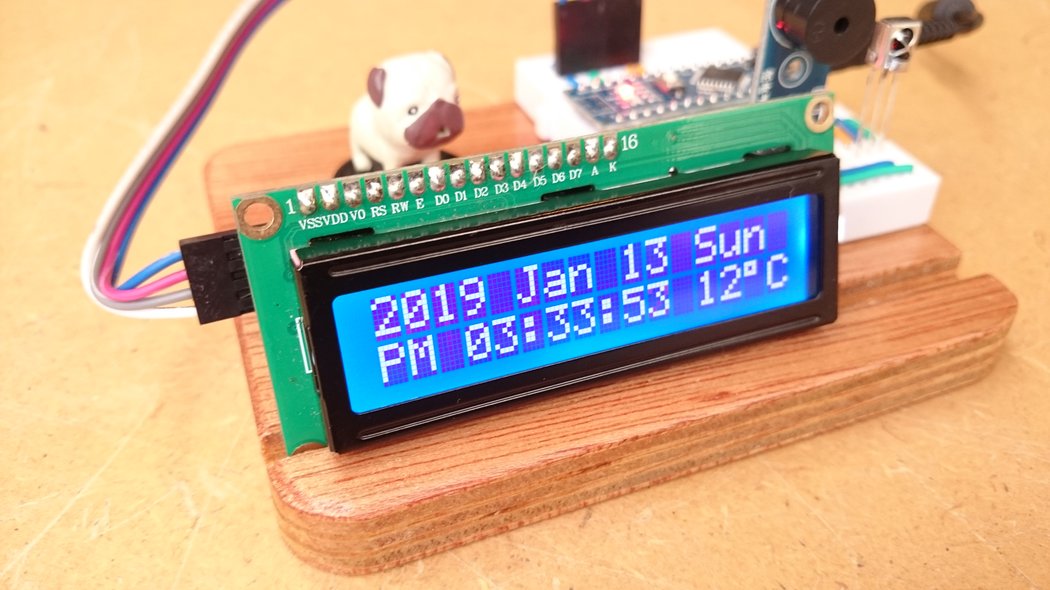 1 VSS VDD V0 RS RW E D0 D1 D2 D3 D4 D5 D6 D7 A K 16
2019 Jan 13 Sun
PM 03:33:53 12°C